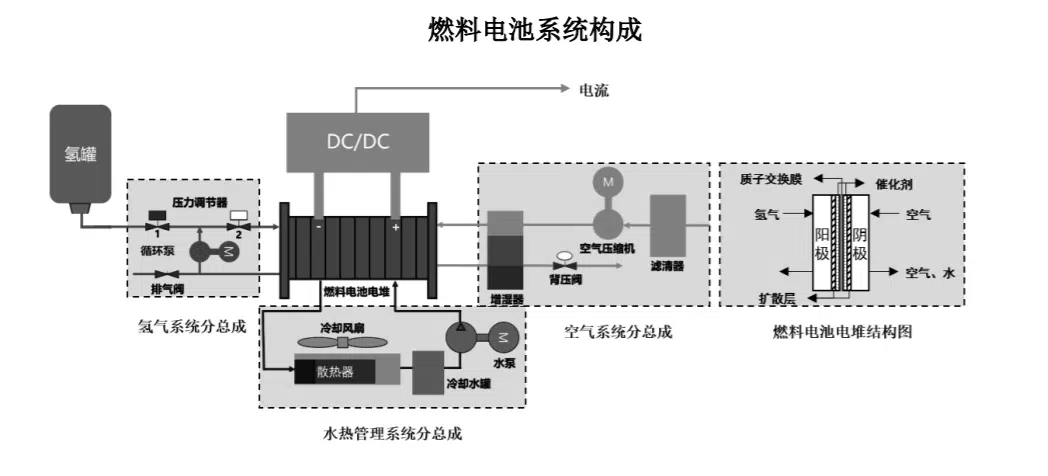 燃料电池系统构成
电流
DC/DC
氢罐
压力调节器
1
2
循环泵
M
排气阀
氢气系统分总成
-
+
燃料电池电堆
M
空气压缩机
滤清器
增湿器
背压阀
空气系统分总成
质子交换膜
催化剂
氢气
空气
阳极
阴极
空气、水
扩散层
燃料电池电堆结构图
冷却风扇
散热器
冷却水罐
M
水泵
水热管理系统分总成